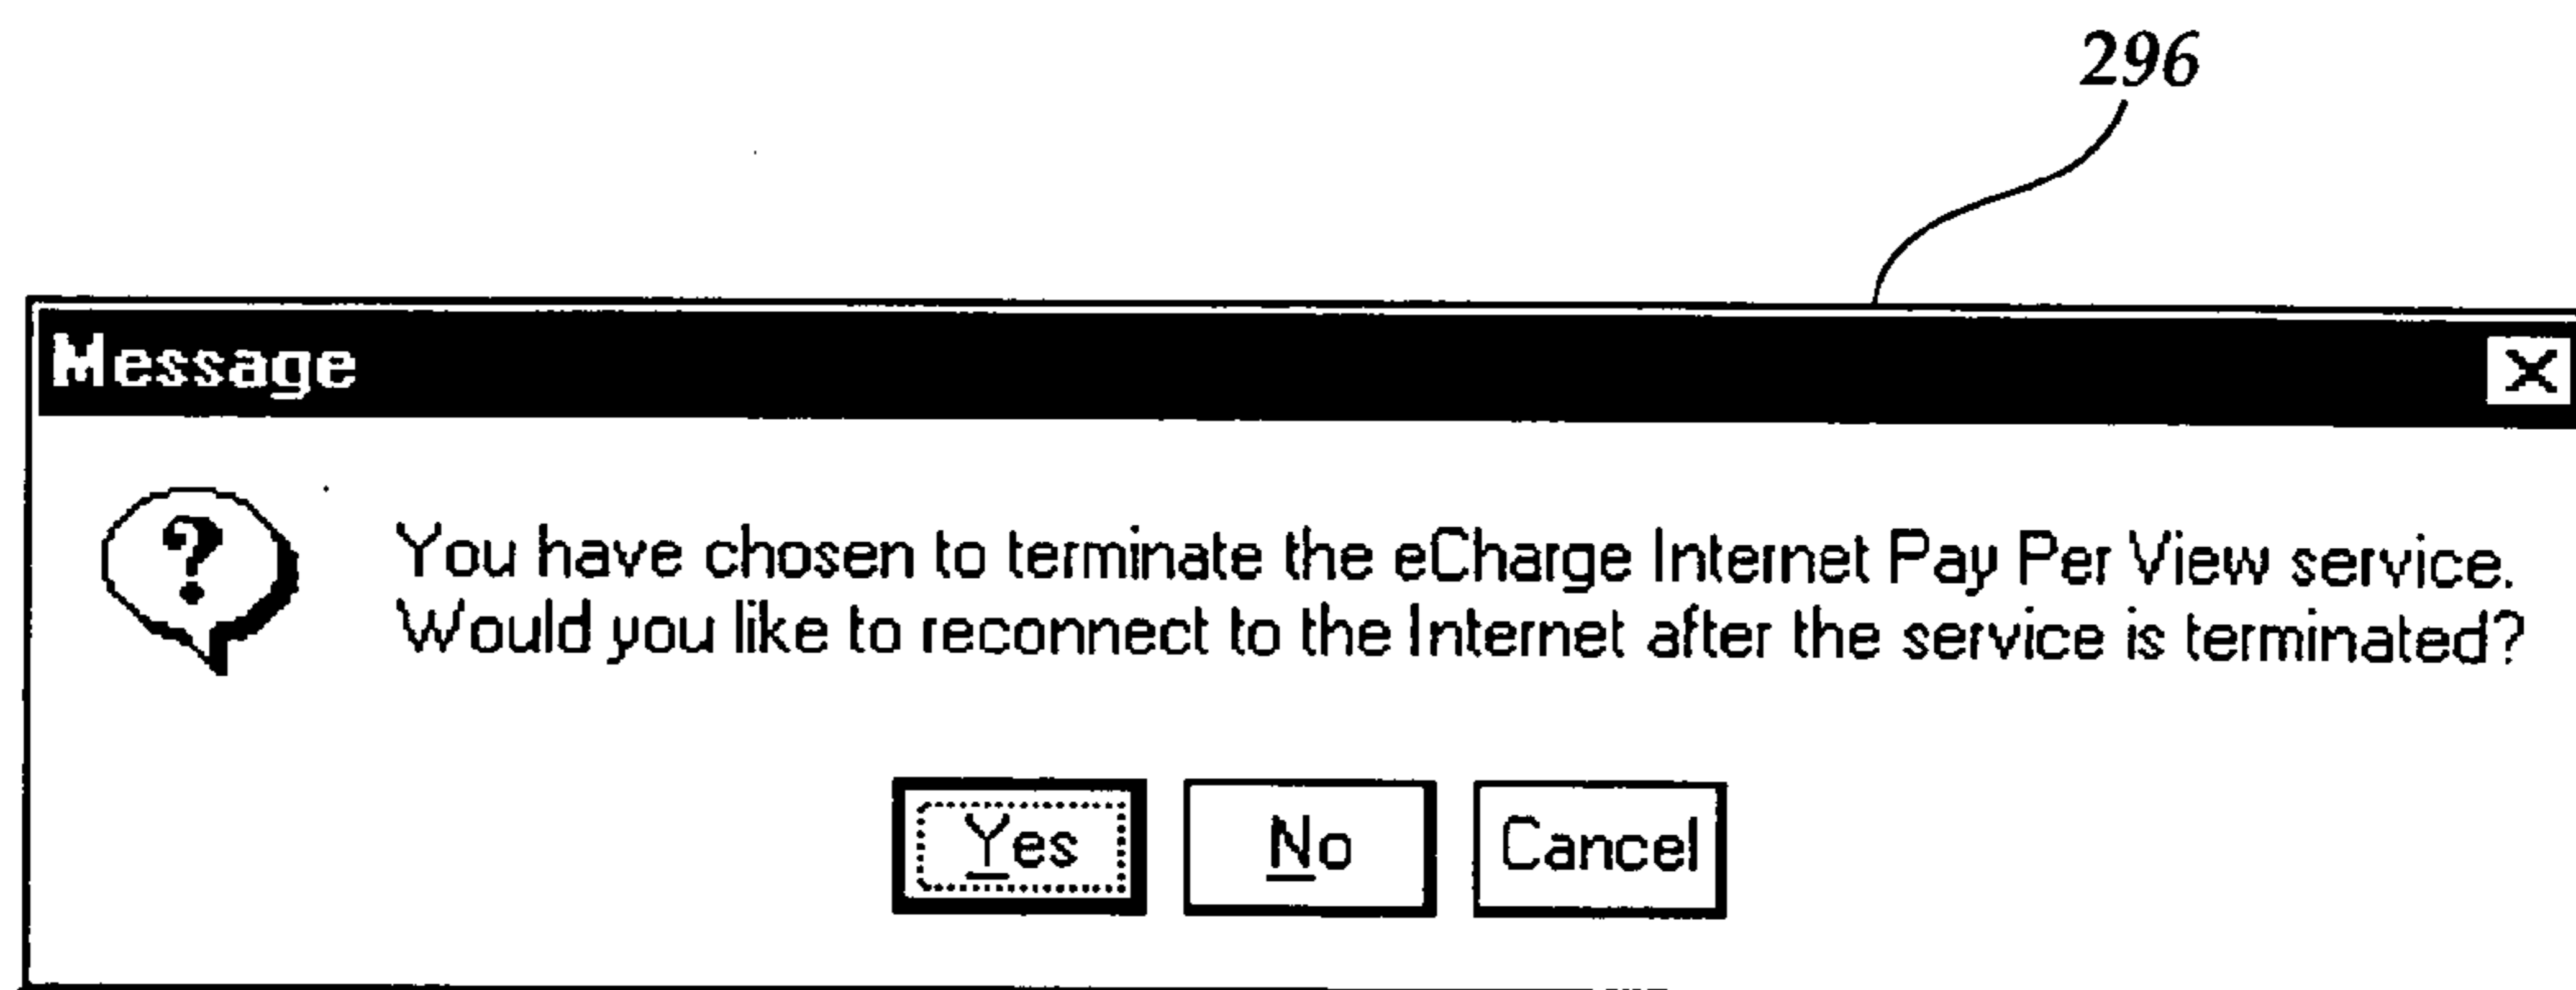 296
Message
You have chosen to terminate the eCharge Internet Pay Per View service.
Would you like to reconnect to the Internet after the service is terminated?
Yes No Cancel